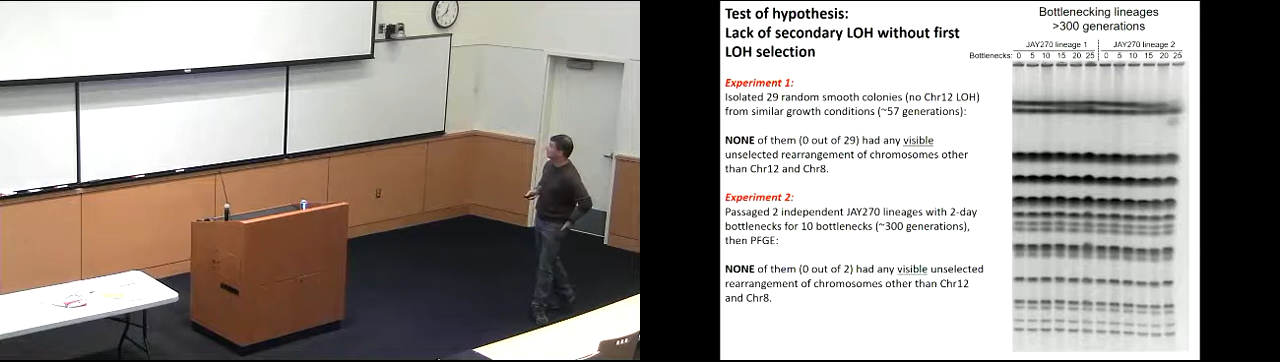 Test of hypothesis:
Lack of secondary LOH without first
LOH selection
Experiment 1:
Isolated 29 random smooth colonies (no Chr12 LOH)
from similar growth conditions (~57 generations):
NONE of them (0 out of 29) had any visible
unselected rearrangement of chromosomes other
than Chr12 and Chr8.
Experiment 2:
Passaged 2 independent JAY270 lineages with 2-day
bottlenecks for 10 bottlenecks (~300 generations),
then PFGE:
NONE of them (0 out of 2) had any visible unselected
rearrangement of chromosomes other than Chr12
and Chr8.
Bottlenecking lineages
>300 generations
JAY270 lineage 1 JAY270 lineage 2
Bottlenecks: 0 5 10 15 20 25 0 5 10 15 20 25